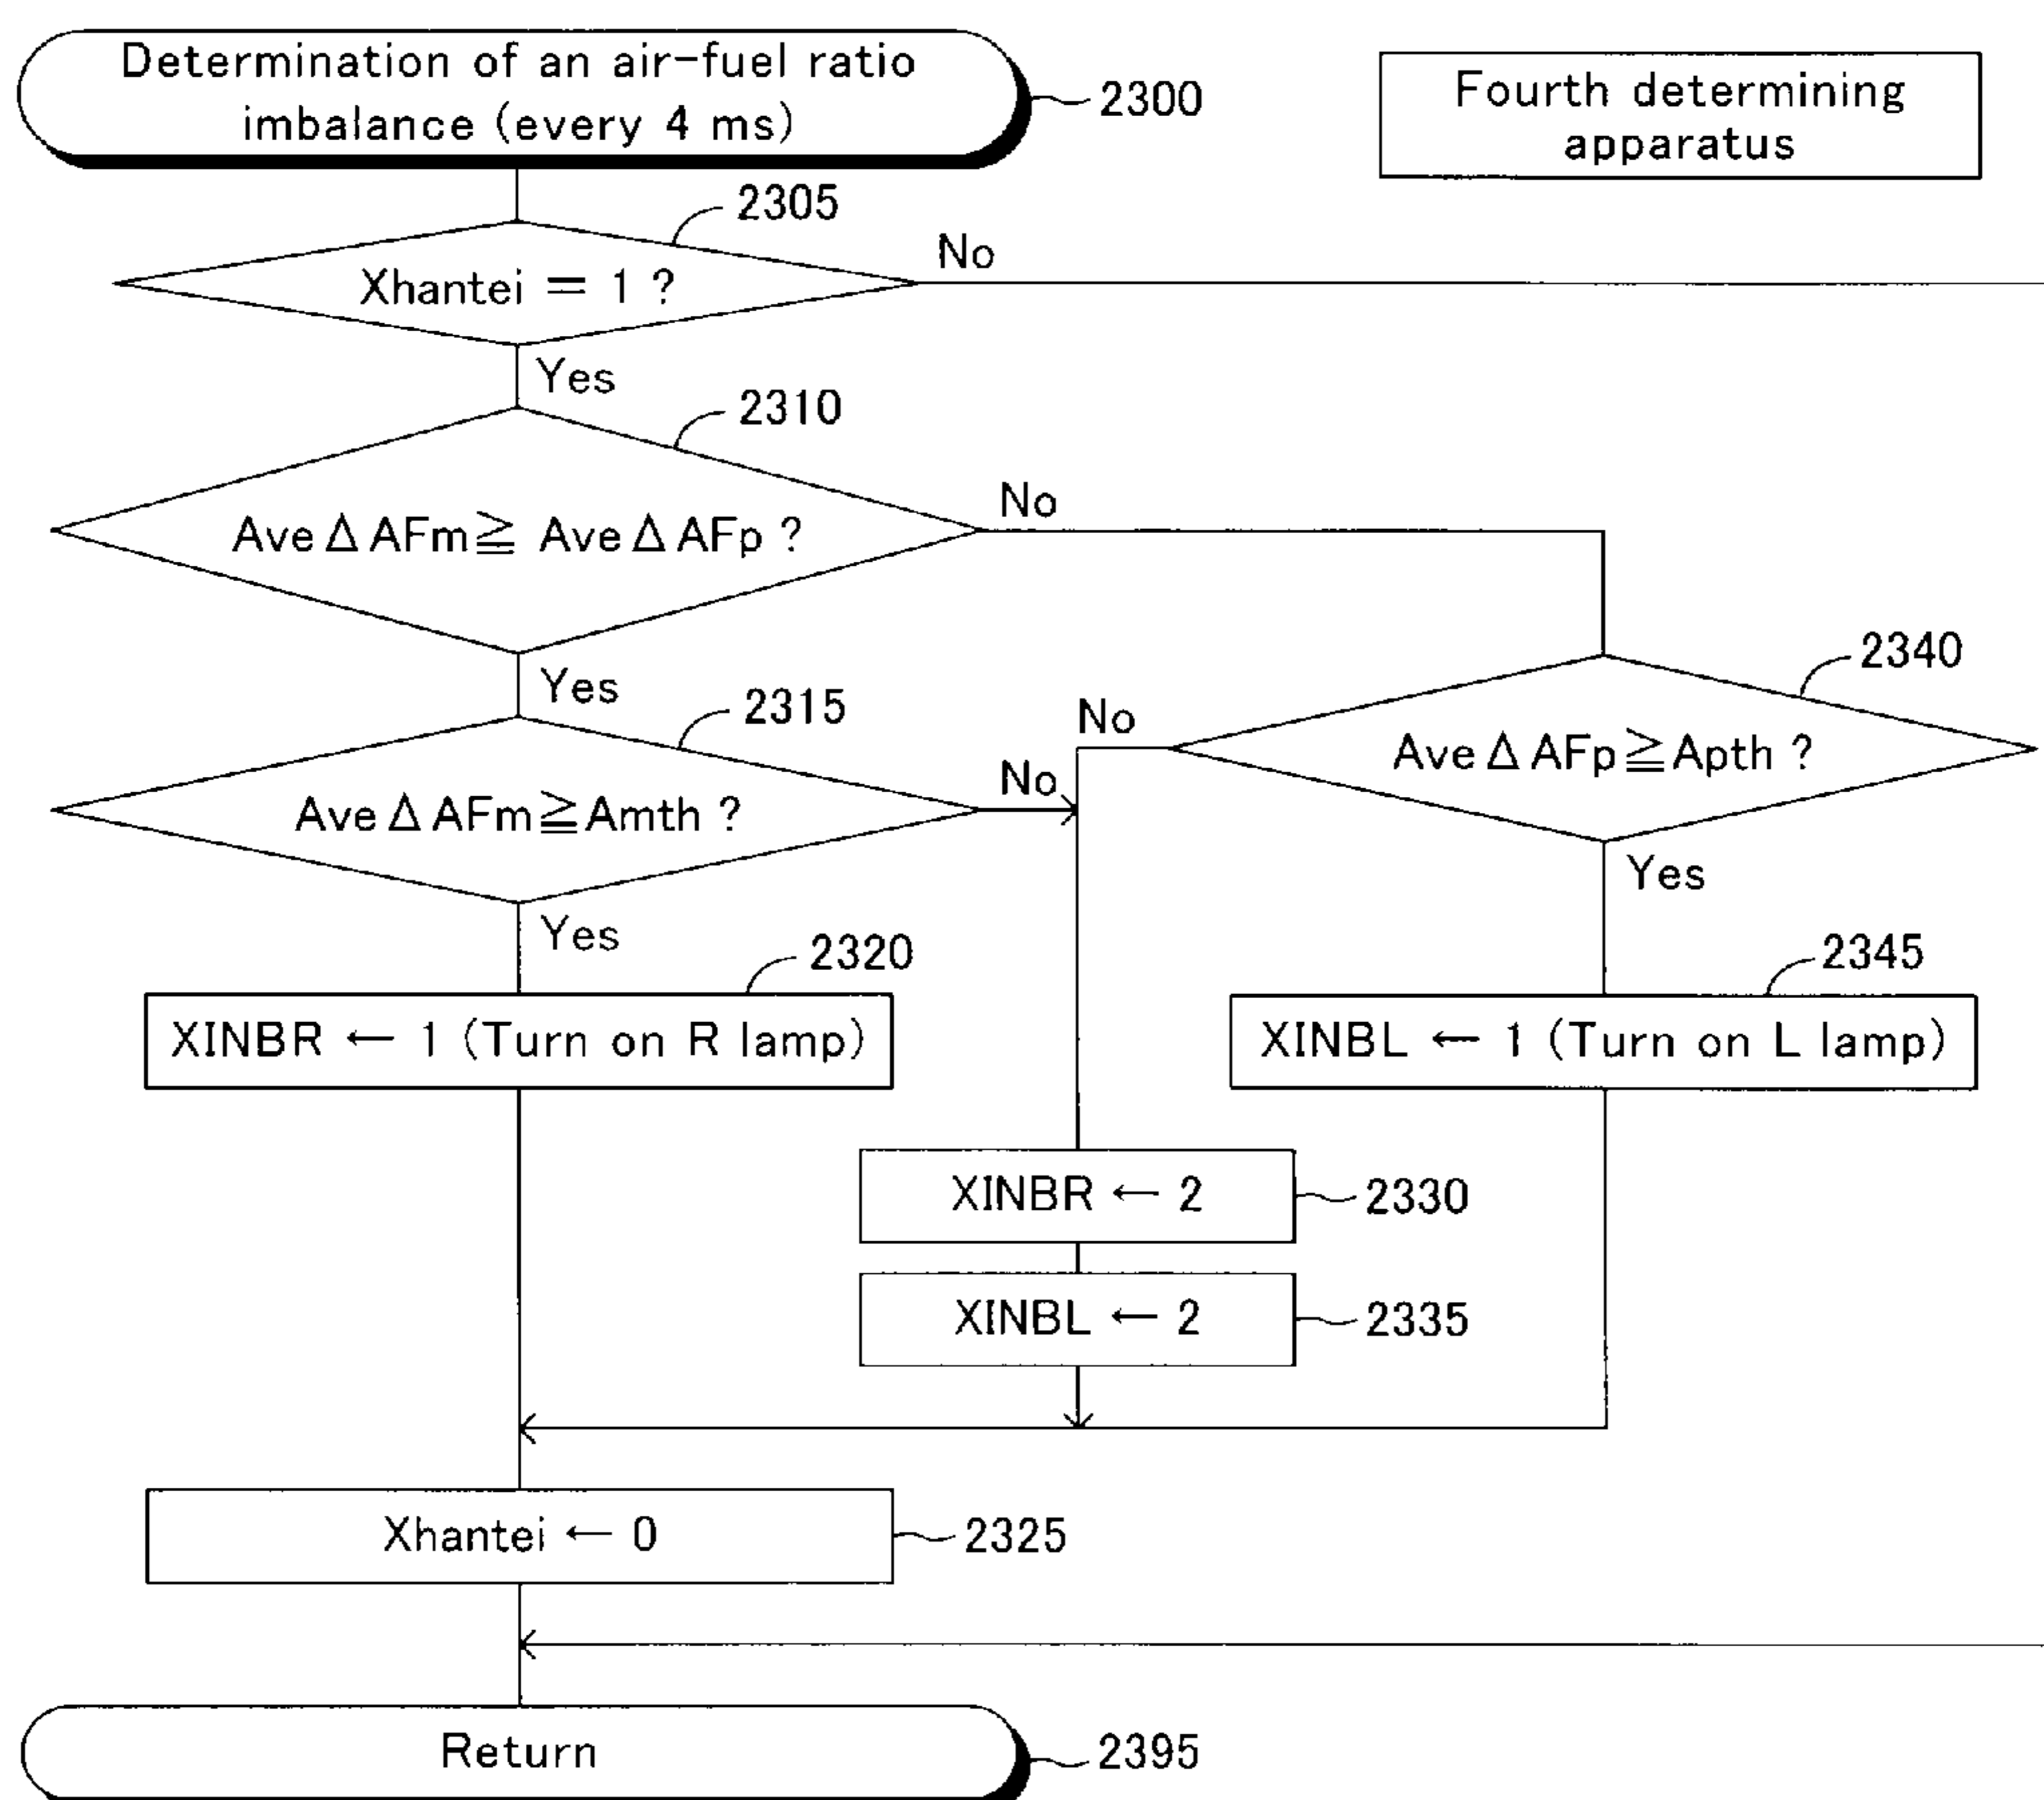 Determination of an air-fuel ratio
imbalance (every 4 ms)
2300
Fourth determining
apparatus
2305
Xhantei = 1 ?
No
Yes
2310
Ave Δ AFm ≧ Ave Δ AFp ?
No
Yes
2315
Ave Δ AFm ≧ Amth ?
No
Yes
2340
Ave Δ AFp ≧ Apth ?
No
Yes
2320
XINBR ← 1 (Turn on R lamp)
2345
XINBL ← 1 (Turn on L lamp)
XINBR ← 2
2330
XINBL ← 2
2335
Xhantei ← 0
2325
Return
2395